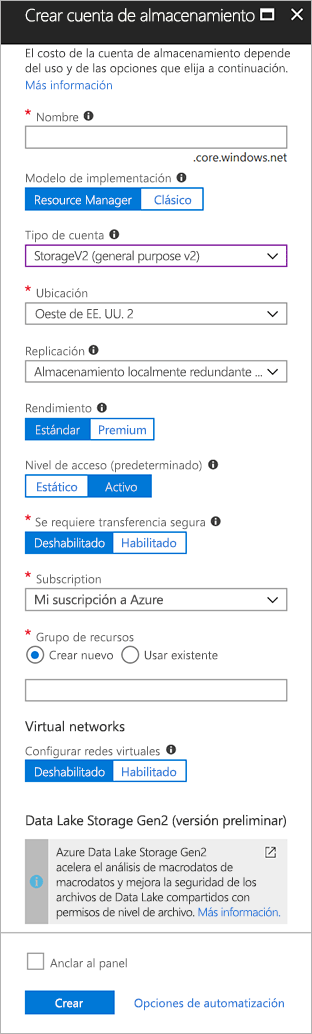 Crear cuenta de almacenamiento
El costo de la cuenta de almacenamiento depende
del uso y de las opciones que elija a continuación.
Más información
* Nombre
.core.windows.net
Modelo de implementación
Resource Manager Clásico
Tipo de cuenta
StorageV2 (general purpose v2)
* Ubicación
Oeste de EE. UU. 2
Replicación
Almacenamiento localmente redundante ...
Rendimiento
Estándar Premium
Nivel de acceso (predeterminado)
Estático Activo
* Se requiere transferencia segura
Deshabilitado Habilitado
* Subscription
Mi suscripción a Azure
* Grupo de recursos
Crear nuevo Usar existente
Virtual networks
Configurar redes virtuales
Deshabilitado Habilitado
Data Lake Storage Gen2 (versión preliminar)
Azure Data Lake Storage Gen2
acelera el análisis de macrodatos de
macrodatos y mejora la seguridad de los
archivos de Data Lake compartidos con
permisos de nivel de archivo. Más información.
Anclar al panel
Crear Opciones de automatización